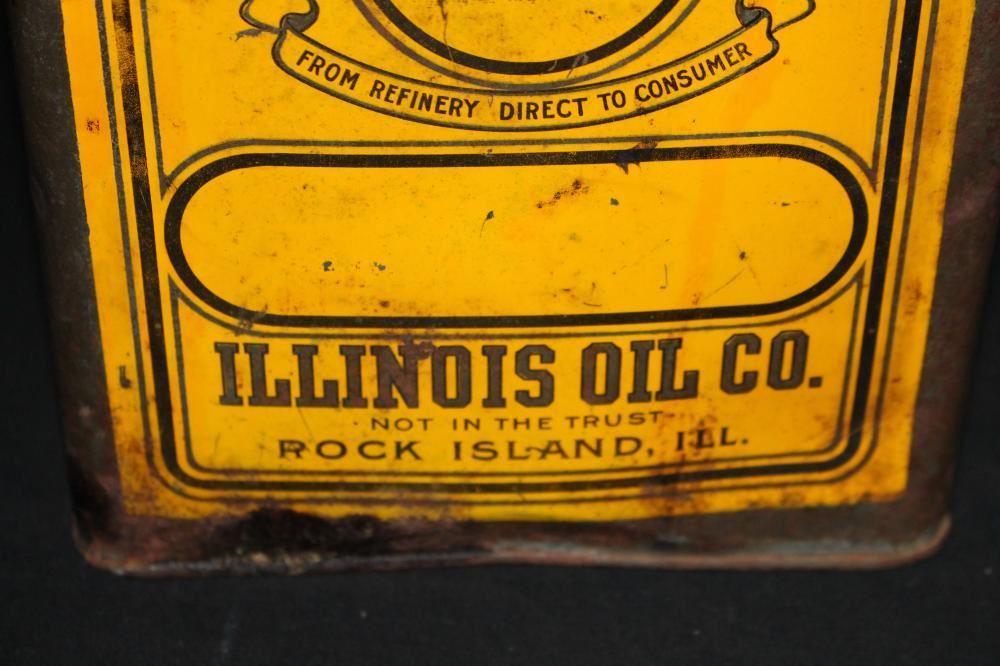 FROM REFINERY DIRECT TO CONSUMER
ILLINOIS OIL CO.
· NOT IN THE TRUST ·
ROCK ISLAND, ILL.